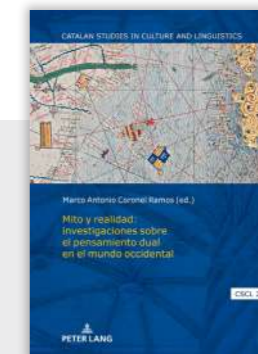 CATALAN STUDIES IN CULTURE AND LINGUISTICS
Marco Antonio Coronel Ramos (ed.)
Mito y realidad:
investigaciones sobre
el pensamiento dual
en el mundo occidental
CSCL
PETER LANG